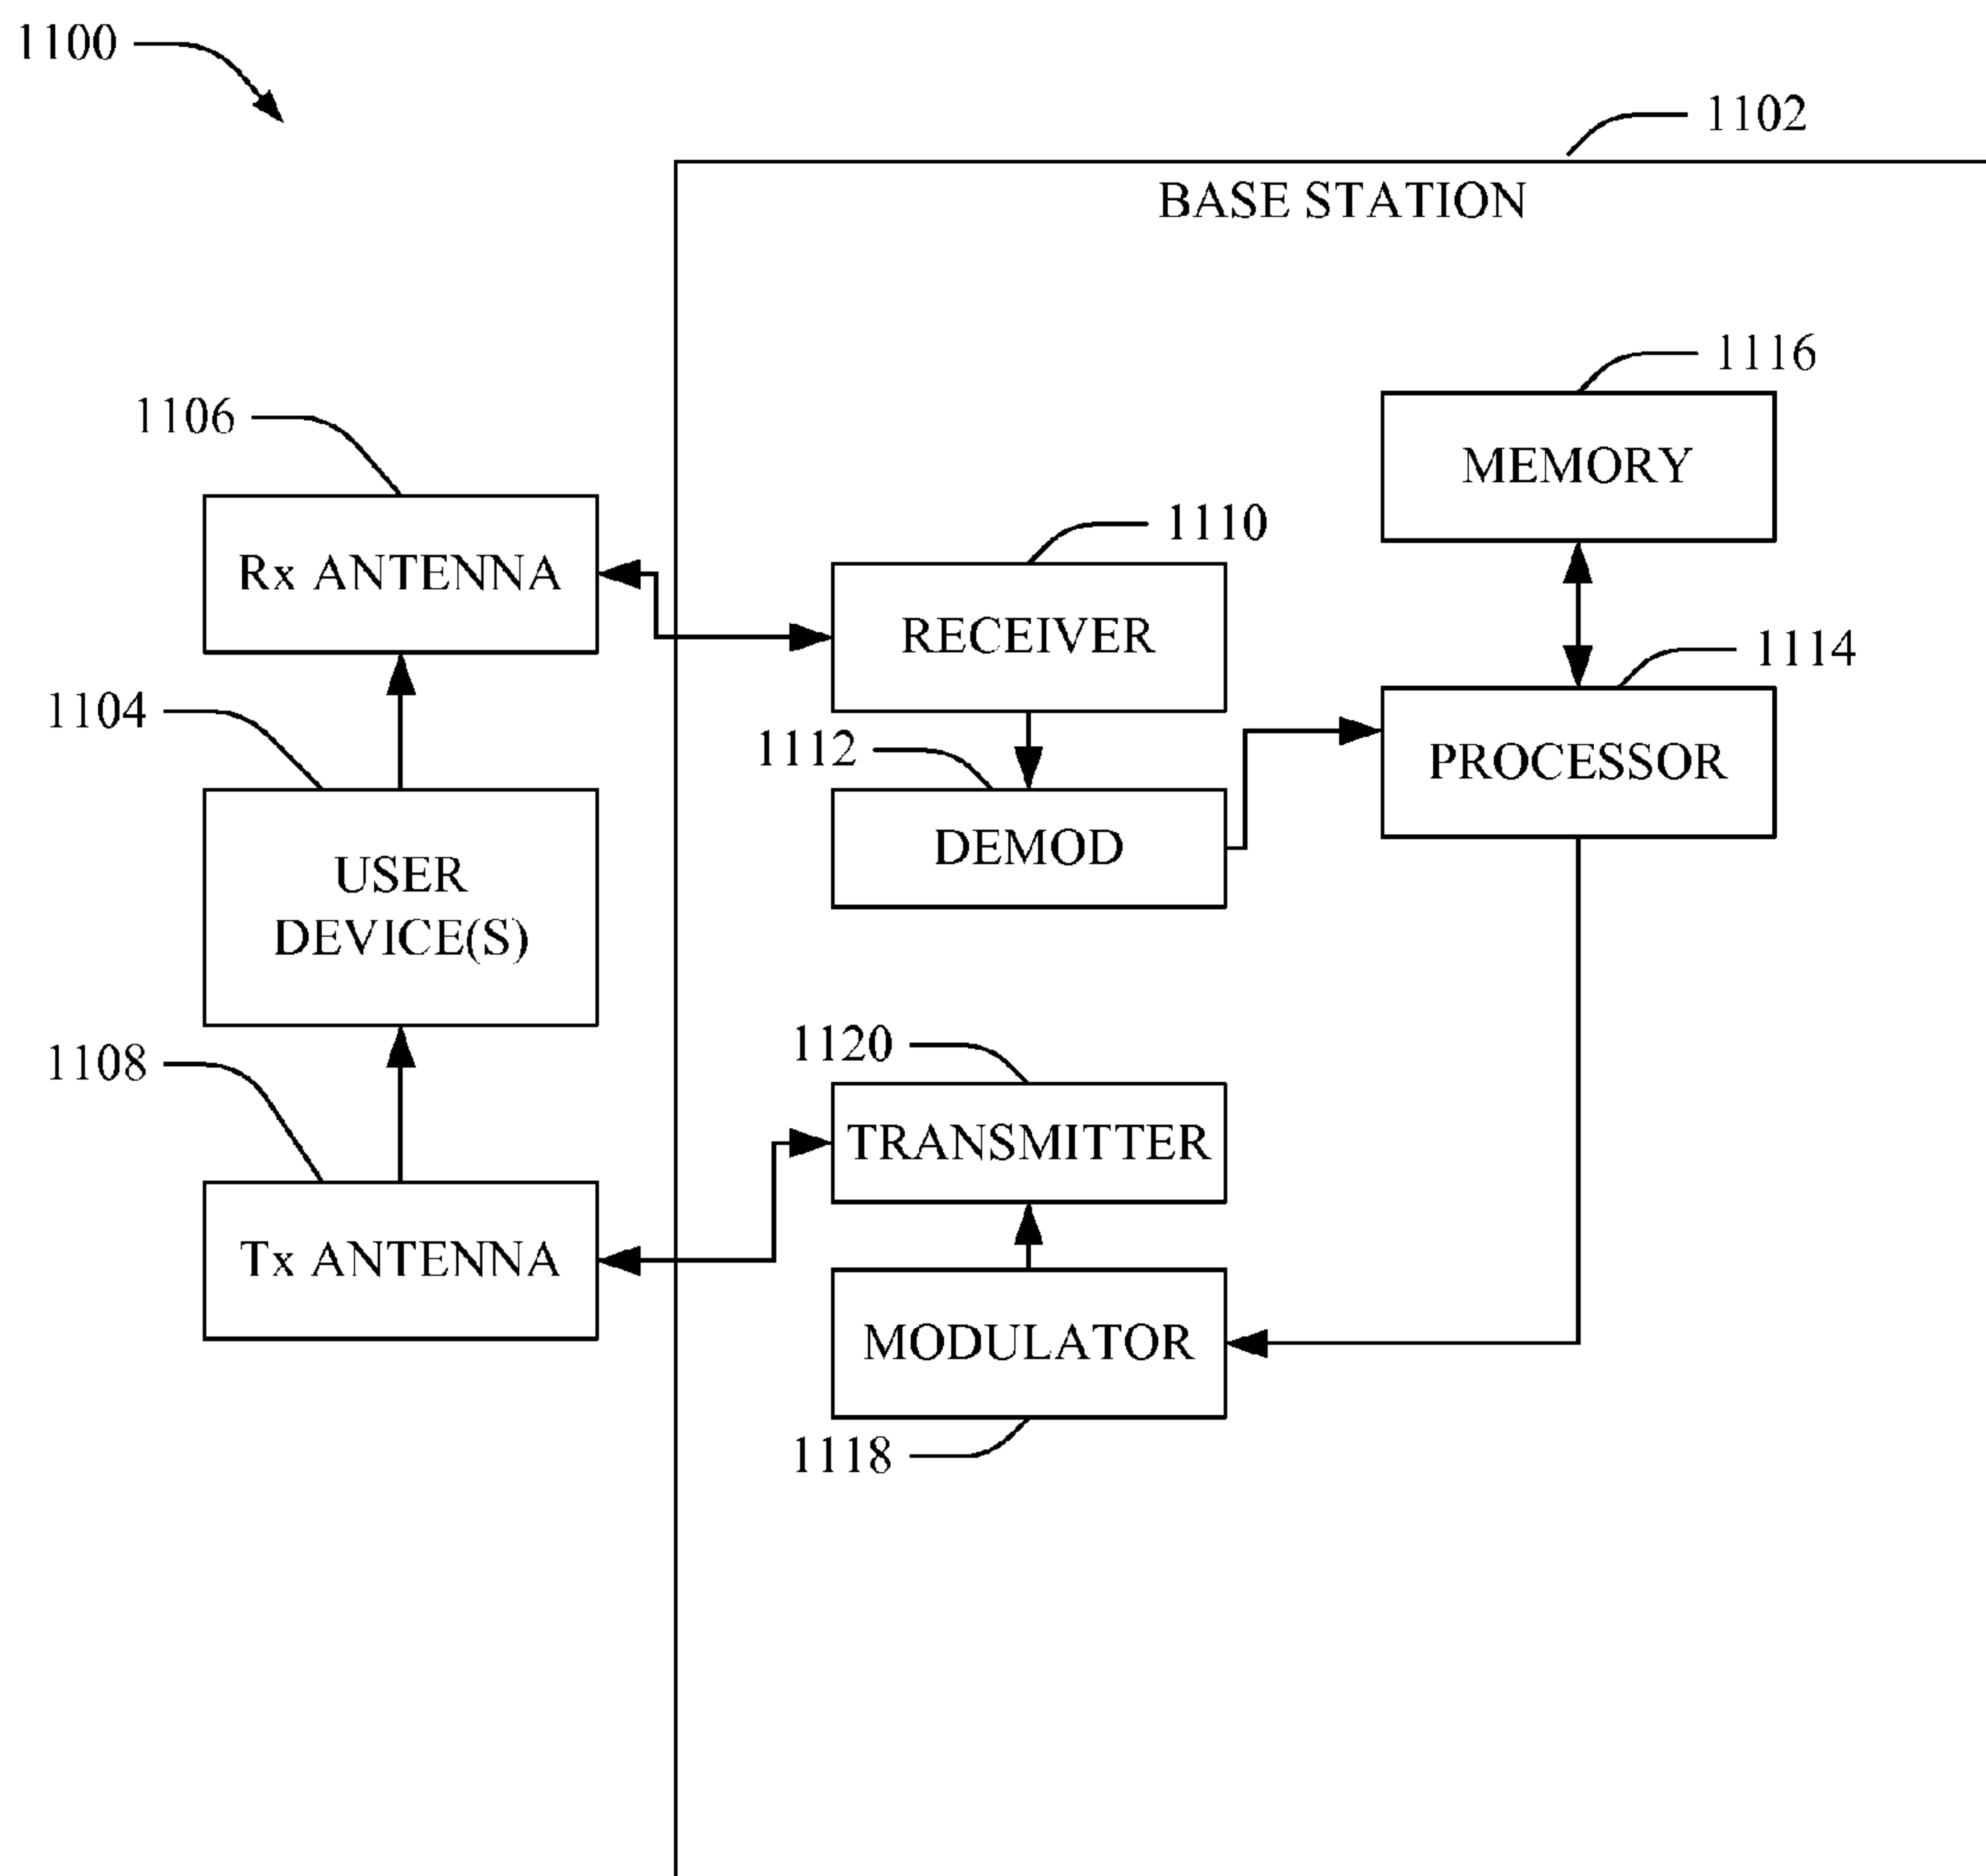 1100
1102
BASE STATION
1116
MEMORY
1106
Rx ANTENNA
1110
RECEIVER
1114
PROCESSOR
1104
USER
DEVICE(S)
1112
DEMOD
1120
TRANSMITTER
1108
Tx ANTENNA
MODULATOR
1118